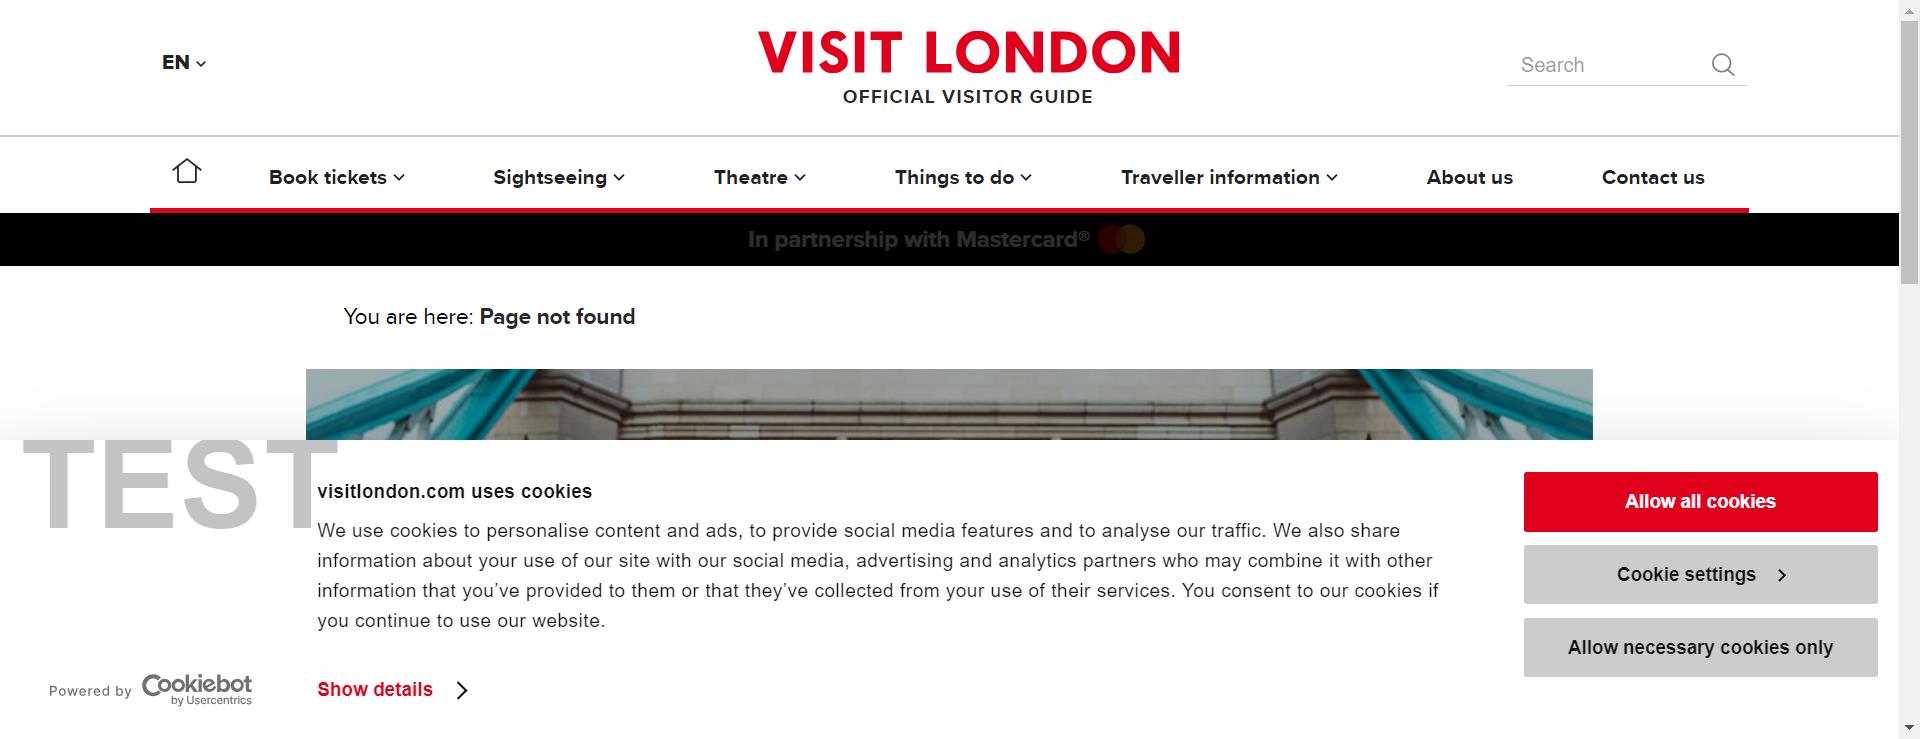 EN
VISIT LONDON
OFFICIAL VISITOR GUIDE
Search
Book tickets
Sightseeing
Theatre
Things to do
Traveller information
About us
Contact us
In partnership with Mastercard®
You are here: Page not found
TEST
visitlondon.com uses cookies
We use cookies to personalise content and ads, to provide social media features and to analyse our traffic. We also share
information about your use of our site with our social media, advertising and analytics partners who may combine it with other
information that you’ve provided to them or that they’ve collected from your use of their services. You consent to our cookies if
you continue to use our website.
Show details
Powered by Cookiebot
by Usercentrics
Allow all cookies
Cookie settings
Allow necessary cookies only